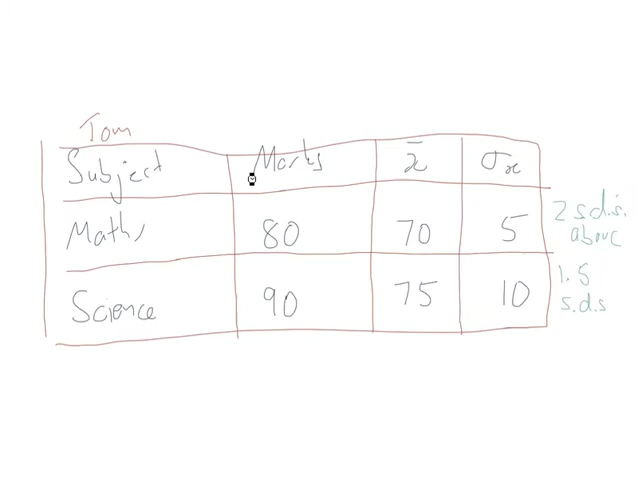 Tom
Subject Marks x̄ σx
Maths 80 70 5 2 s.d.s. above
Science 90 75 10 1.5 s.d.s